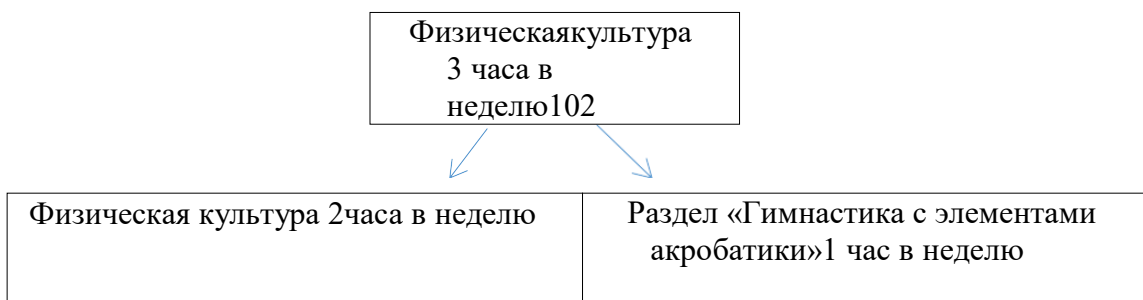 Физическаякультура
3 часа в
неделю102
Физическая культура 2часа в неделю
Раздел «Гимнастика с элементами
акробатики»1 час в неделю